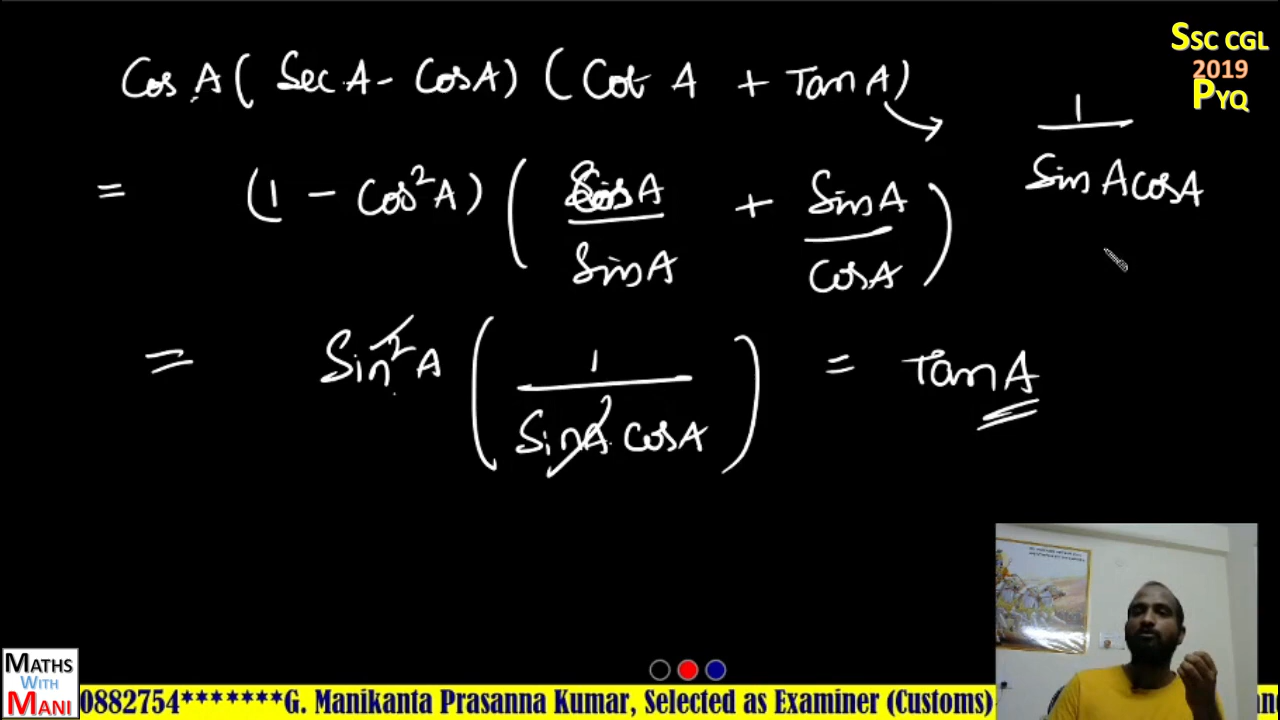 SSC CGL
2019
PYQ
Cos A ( Sec A - Cos A) ( Cot A + Tan A)
1
Sin A Cos A
= (1 - Cos²A) ( Cos A + Sin A )
Sin A Cos A
= Sin²A ( 1 ) = Tan A
Sin A Cos A
MATHS
WITH
MANI
0882754*******G. Manikanta Prasanna Kumar, Selected as Examiner (Customs)